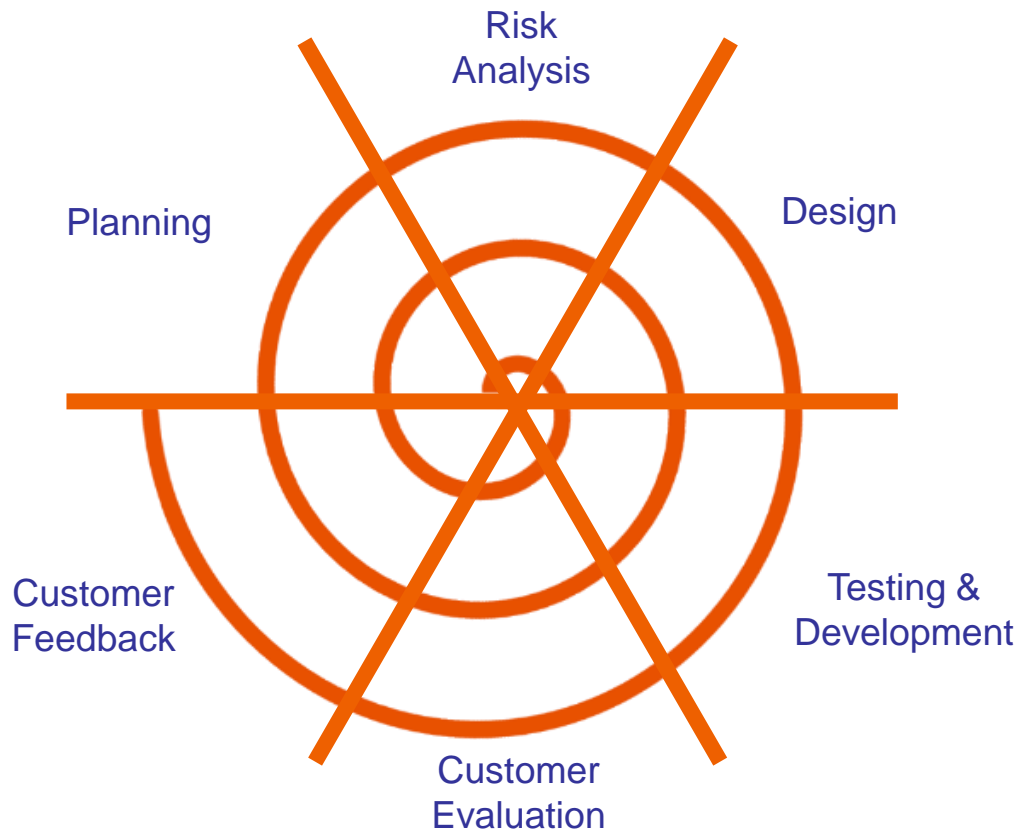 Risk
Analysis
Planning
Design
Customer
Feedback
Testing &
Development
Customer
Evaluation